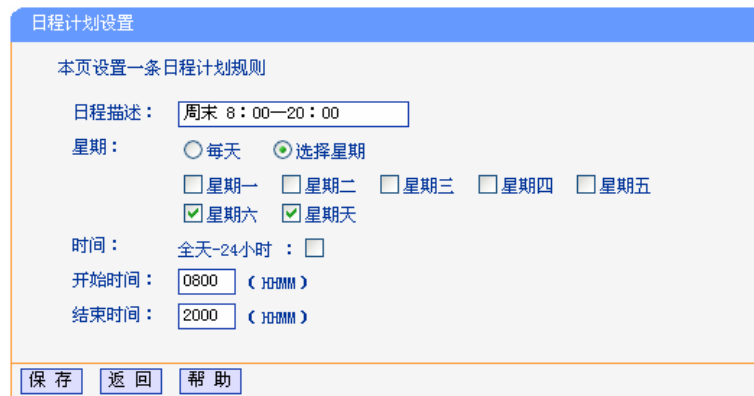 日程计划设置
本页设置一条日程计划规则
日程描述： 周末 8：00—20：00
星期： 每天 选择星期
星期一 星期二 星期三 星期四 星期五
星期六 星期天
时间： 全天-24小时 ：
开始时间： 0800 （HHMM）
结束时间： 2000 （HHMM）
保 存 返 回 帮 助